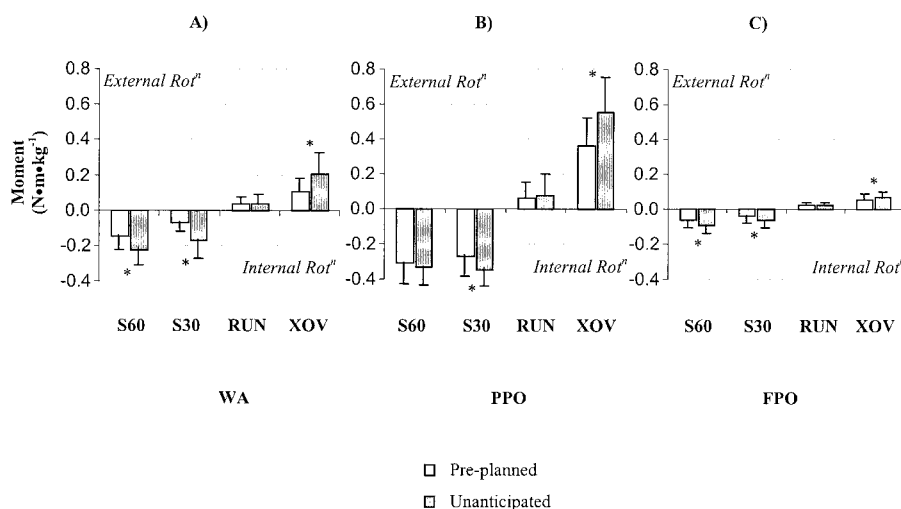 A)
B)
C)
0.8 0.8 0.8
External Rotⁿ External Rotⁿ External Rotⁿ
0.6 0.6 0.6
* 
0.4 0.4 0.4
* 
0.2 0.2 0.2
* 
0.0 0.0 0.0
-0.2 -0.2 -0.2
* * * * *
-0.4 -0.4 -0.4
Internal Rotⁿ Internal Rotⁿ Internal Rotⁿ
Moment
(N•m•kg⁻¹)
S60 S30 RUN XOV S60 S30 RUN XOV S60 S30 RUN XOV
WA PPO FPO
Pre-planned
Unanticipated